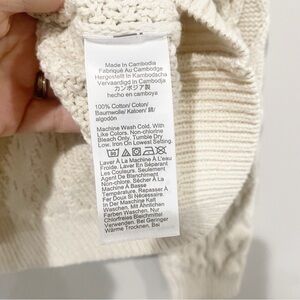 Made In Cambodia
Fabriqué Au Cambodge
Hergestellt In Kambodscha
Vervaardigd In Cambodja
カンボジア製
hecho en camboya
100% Cotton/ Coton/
Baumwolle/ Katoen/ 綿/
algodón
Machine Wash Cold. With
Like Colors. Non-chlorine
Bleach Only. Tumble Dry
Low. Iron On Lowest Setting.
Laver À La Machine À L'eau
Froide. Laver En Séparant
Les Couleurs. Seulement
Agent De Blanchiment
Non-chlore. Sécher À La
Machine À Basse
Température. Repasser À
Fer Doux Si Nécessaire.
In Der Maschine Kalt
Waschen. Mit Ähnlichen
Farben Waschen. Nur
Chlorfreies Bleichmittel
Verwenden. Bei Geringer
Wärme Trocknen. Bei